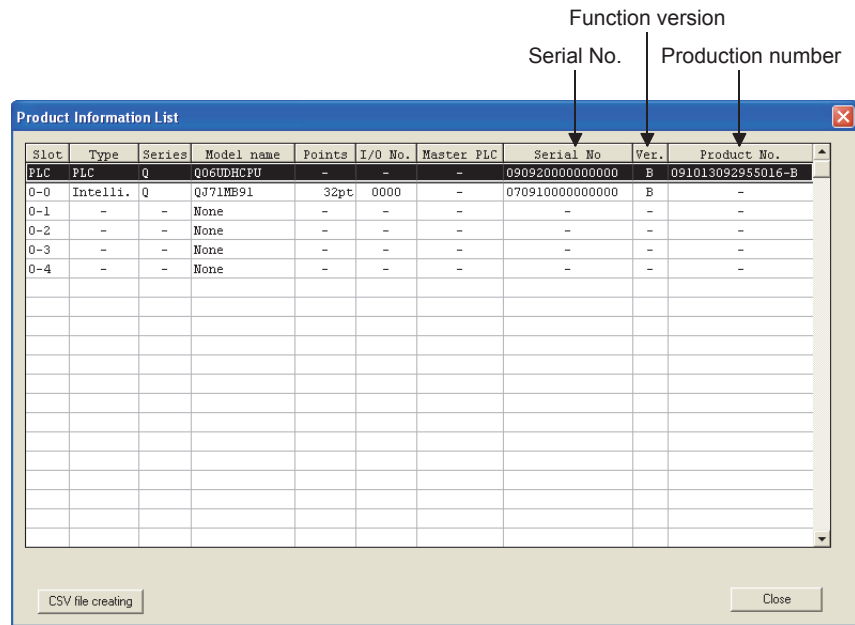 Function version
Serial No. Production number
Product Information List
Slot Type Series Model name Points I/O No. Master PLC Serial No Ver. Product No.
PLC PLC Q Q06UDHCPU - - - 090920000000000 B 091013092955016-B
0-0 Intelli. Q QJ71MB91 32pt 0000 - 070910000000000 B -
0-1 - - None - - - - - -
0-2 - - None - - - - - -
0-3 - - None - - - - - -
0-4 - - None - - - - - -
CSV file creating Close